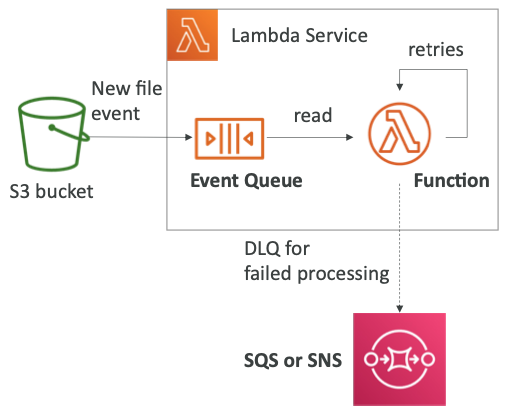 Lambda Service
retries
New file
event
read
S3 bucket
Event Queue
Function
DLQ for
failed processing
SQS or SNS